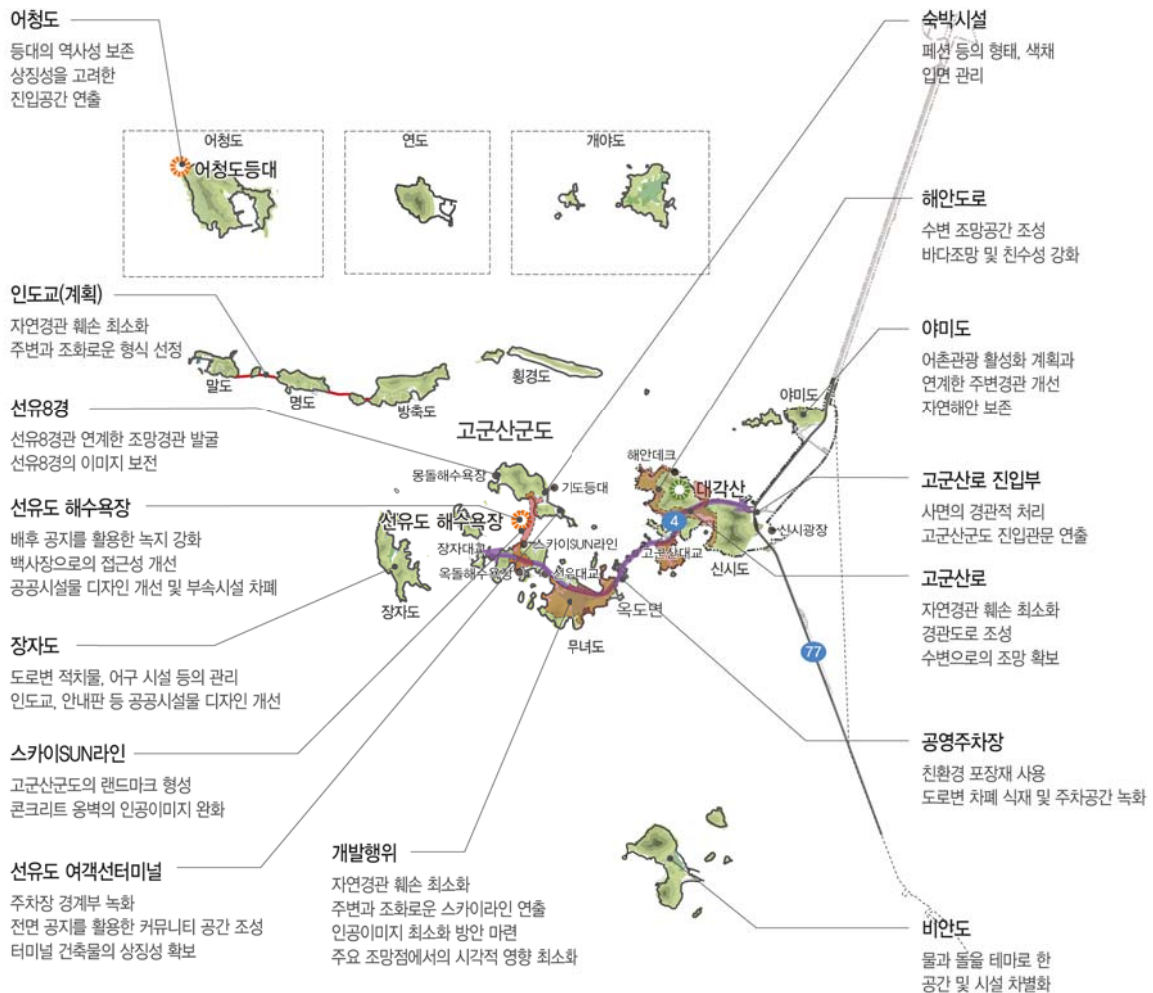 어청도
등대의 역사성 보존
상징성을 고려한
진입공간 연출
숙박시설
페션 등의 형태, 색채
입면 관리
어청도
어청도등대
연도
개야도
해안도로
수변 조망공간 조성
바다조망 및 친수성 강화
인도교(계획)
자연경관 훼손 최소화
주변과 조화로운 형식 선정
말도
명도
방축도
횡경도
야미도
어촌관광 활성화 계획과
연계한 주변경관 개선
자연해안 보존
야미도
선유8경
선유8경관 연계한 조망경관 발굴
선유8경의 이미지 보전
고군산군도
몽돌해수욕장
기도등대
해안데크
대각산
4
고군산로 진입부
사면의 경관적 처리
고군산군도 진입관문 연출
선유도 해수욕장
배후 공지를 활용한 녹지 강화
백사장으로의 접근성 개선
공공시설물 디자인 개선 및 부속시설 차폐
선유도 해수욕장
장자대교
스카이SUN라인
옥돌해수욕장
선유대교
고군산대교
신시광장
신시도
옥도면
무녀도
장자도
고군산로
자연경관 훼손 최소화
경관도로 조성
수변으로의 조망 확보
77
장자도
도로변 적치물, 어구 시설 등의 관리
인도교, 안내판 등 공공시설물 디자인 개선
스카이SUN라인
고군산군도의 랜드마크 형성
콘크리트 옹벽의 인공이미지 완화
공영주차장
친환경 포장재 사용
도로변 차폐 식재 및 주차공간 녹화
선유도 여객선터미널
주차장 경계부 녹화
전면 공지를 활용한 커뮤니티 공간 조성
터미널 건축물의 상징성 확보
개발행위
자연경관 훼손 최소화
주변과 조화로운 스카이라인 연출
인공이미지 최소화 방안 마련
주요 조망점에서의 시각적 영향 최소화
비안도
물과 돌을 테마로 한
공간 및 시설 차별화